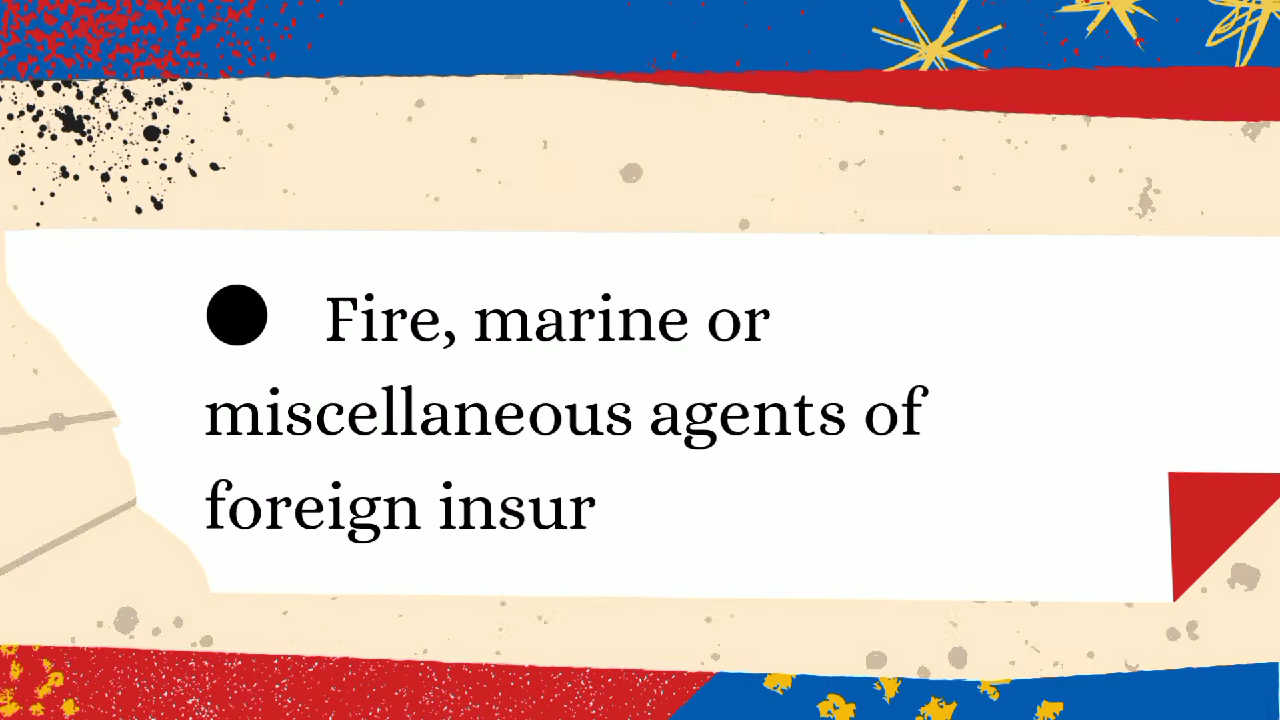 ● Fire, marine or
miscellaneous agents of
foreign insur